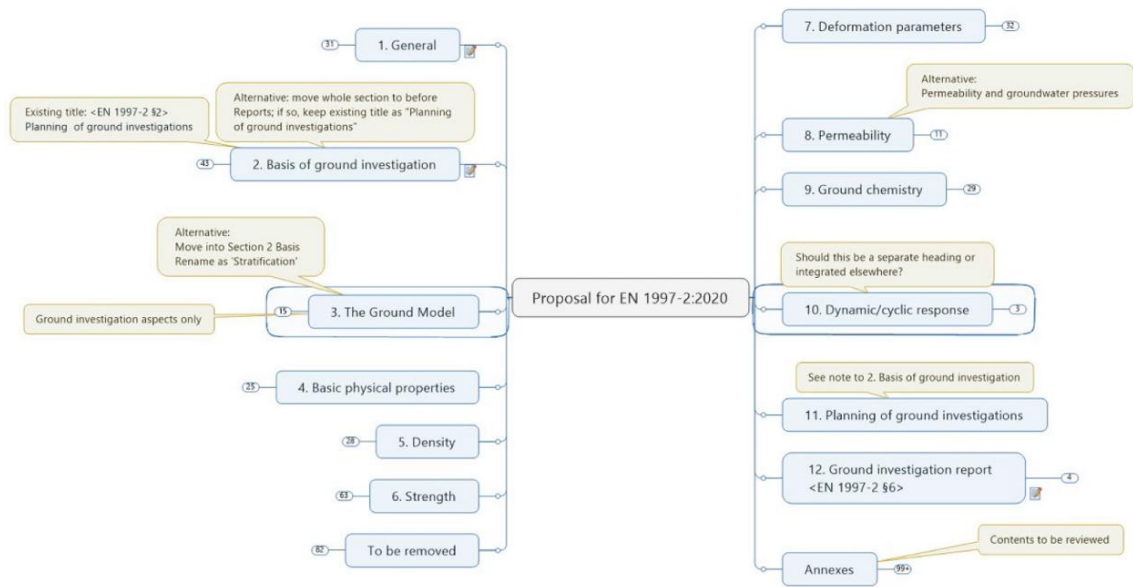 Proposal for EN 1997-2:2020
31
1. General
Existing title: <EN 1997-2 §2>
Planning of ground investigations
Alternative: move whole section to before
Reports; if so, keep existing title as "Planning
of ground investigations"
43
2. Basis of ground investigation
Alternative:
Move into Section 2 Basis
Rename as 'Stratification'
Ground investigation aspects only
15
3. The Ground Model
25
4. Basic physical properties
28
5. Density
63
6. Strength
82
To be removed
7. Deformation parameters
32
Alternative:
Permeability and groundwater pressures
8. Permeability
11
9. Ground chemistry
29
Should this be a separate heading or
integrated elsewhere?
10. Dynamic/cyclic response
3
See note to 2. Basis of ground investigation
11. Planning of ground investigations
12. Ground investigation report
<EN 1997-2 §6>
4
Contents to be reviewed
Annexes
99+